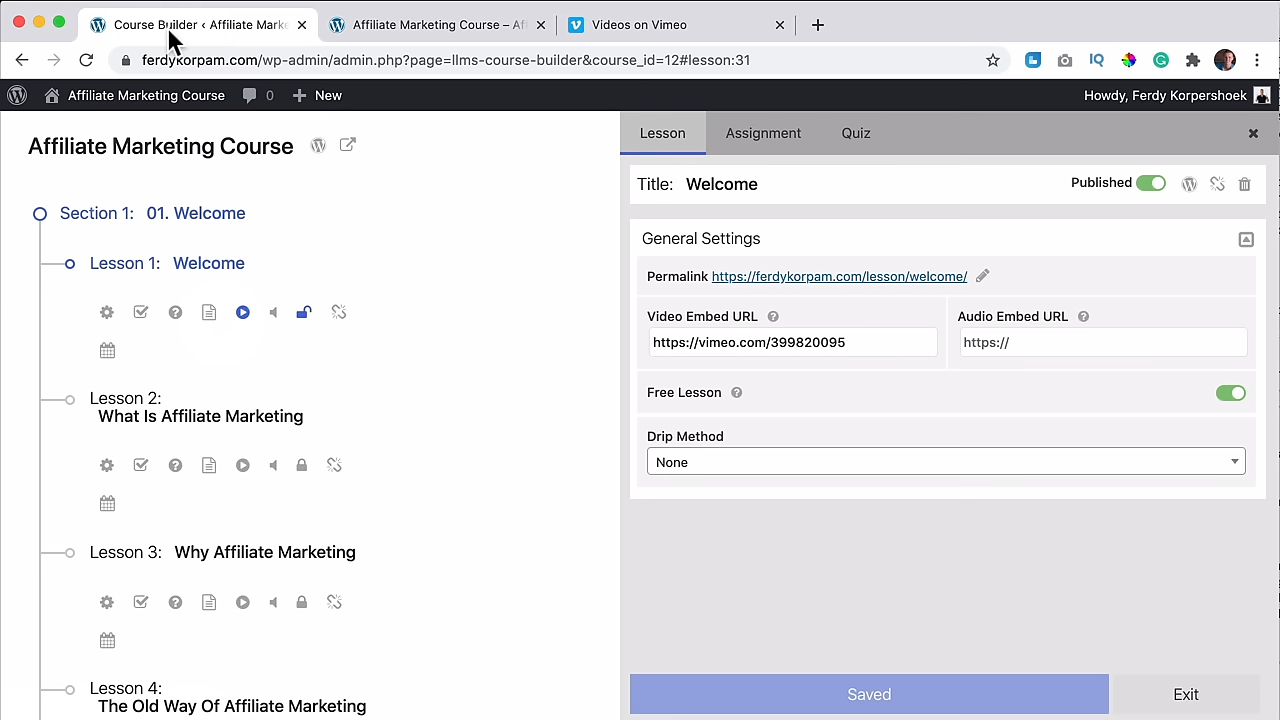 Course Builder ‹ Affiliate Marke
Affiliate Marketing Course – Aff
Videos on Vimeo
ferdykorpam.com/wp-admin/admin.php?page=llms-course-builder&course_id=12#lesson:31
Affiliate Marketing Course
0
New
Howdy, Ferdy Korpershoek
Affiliate Marketing Course
Lesson
Assignment
Quiz
Title: Welcome
Published
Section 1: 01. Welcome
General Settings
Lesson 1: Welcome
Permalink https://ferdykorpam.com/lesson/welcome/
Video Embed URL
Audio Embed URL
https://vimeo.com/399820095
https://
Free Lesson
Lesson 2:
What Is Affiliate Marketing
Drip Method
None
Lesson 3: Why Affiliate Marketing
Lesson 4:
The Old Way Of Affiliate Marketing
Saved
Exit